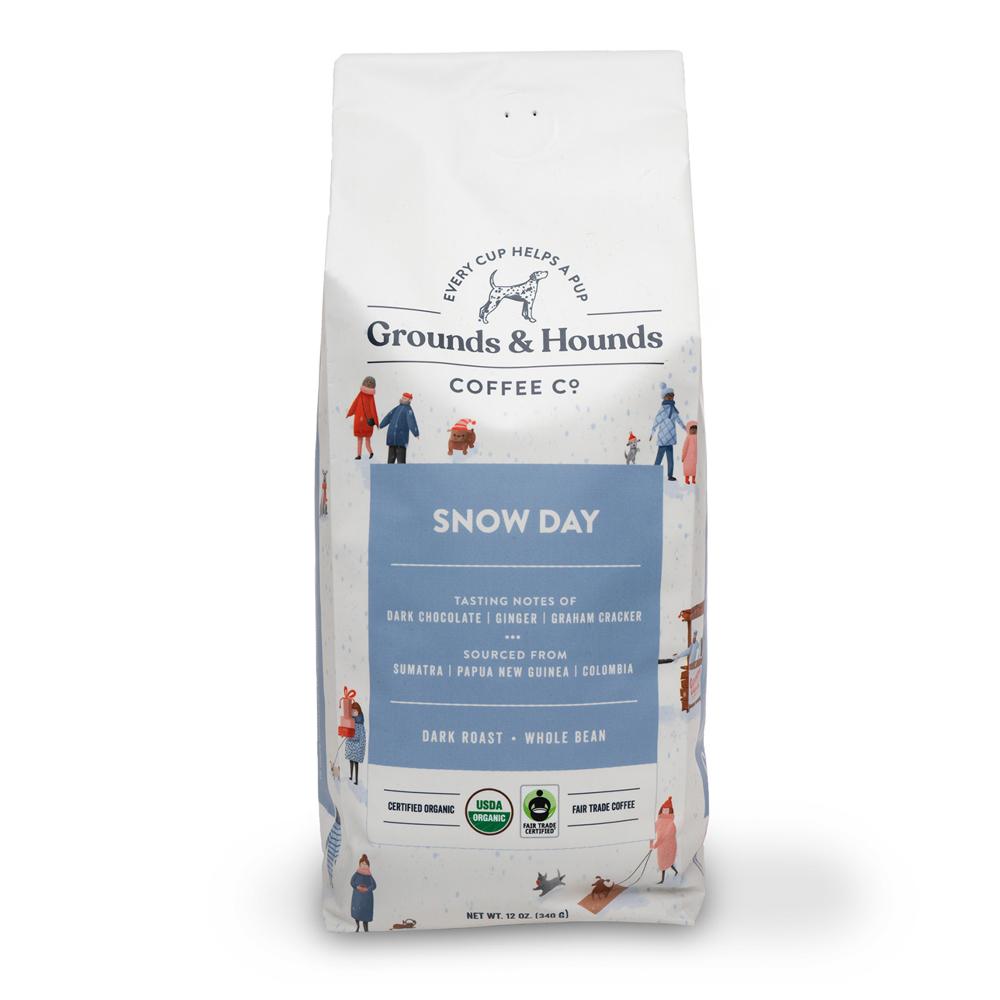 EVERY CUP HELPS A PUP
Grounds & Hounds
COFFEE Cº
SNOW DAY
TASTING NOTES OF
DARK CHOCOLATE | GINGER | GRAHAM CRACKER
•••
SOURCED FROM
SUMATRA | PAPUA NEW GUINEA | COLOMBIA
DARK ROAST • WHOLE BEAN
CERTIFIED ORGANIC
USDA
ORGANIC
FAIR TRADE
CERTIFIED
FAIR TRADE COFFEE
NET WT. 12 OZ. (340 G)